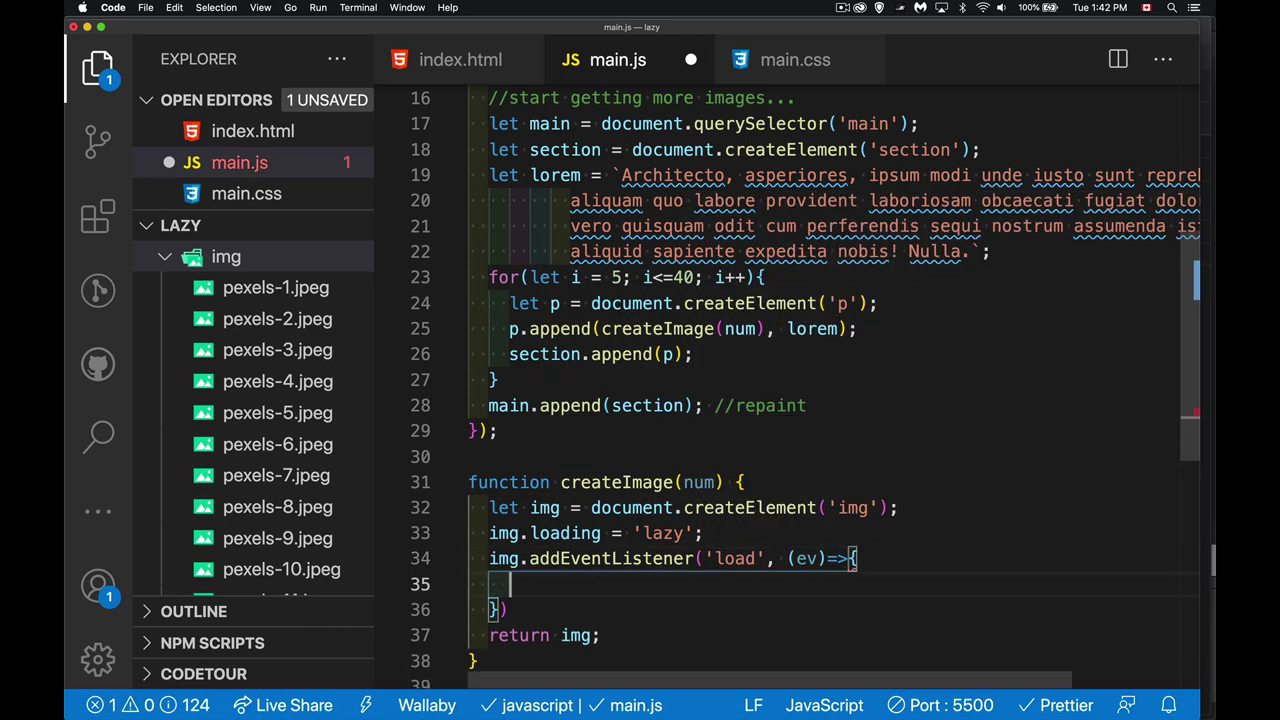 Code File Edit Selection View Go Run Terminal Window Help 100% Tue 1:42 PM
main.js — lazy
EXPLORER
index.html
main.js
main.css
OPEN EDITORS 1 UNSAVED
index.html
main.js 1
main.css
LAZY
img
pexels-1.jpeg
pexels-2.jpeg
pexels-3.jpeg
pexels-4.jpeg
pexels-5.jpeg
pexels-6.jpeg
pexels-7.jpeg
pexels-8.jpeg
pexels-9.jpeg
pexels-10.jpeg
OUTLINE
NPM SCRIPTS
CODETOUR
1
1
16 //start getting more images...
17 let main = document.querySelector('main');
18 let section = document.createElement('section');
19 let lorem = `Architecto, asperiores, ipsum modi unde iusto sunt repreh
20 aliquam quo labore provident laboriosam obcaecati fugiat dolo
21 vero quisquam odit cum perferendis sequi nostrum assumenda is
22 aliquid sapiente expedita nobis! Nulla.`;
23 for(let i = 5; i<=40; i++){
24 let p = document.createElement('p');
25 p.append(createImage(num), lorem);
26 section.append(p);
27 }
28 main.append(section); //repaint
29 });
30
31 function createImage(num) {
32 let img = document.createElement('img');
33 img.loading = 'lazy';
34 img.addEventListener('load', (ev)=>{
35
36 })
37 return img;
38 }
39
1 0 124 Live Share Wallaby javascript main.js LF JavaScript Port : 5500 Prettier